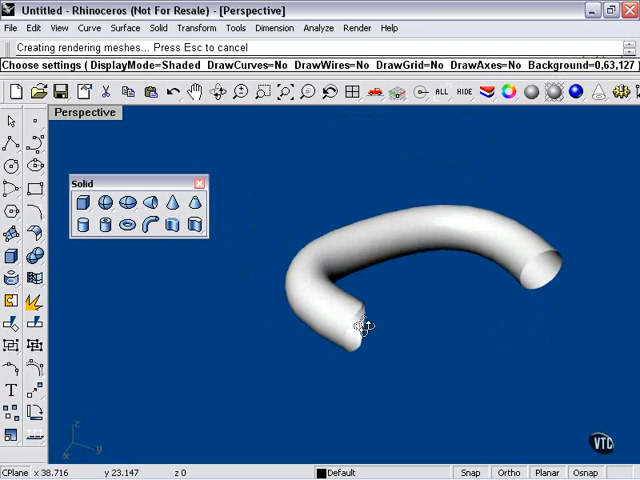 Untitled - Rhinoceros (Not For Resale) - [Perspective]
File Edit View Curve Surface Solid Transform Tools Dimension Analyze Render Help
Creating rendering meshes... Press Esc to cancel
Choose settings ( DisplayMode=Shaded DrawCurves=No DrawWires=No DrawGrid=No DrawAxes=No Background=0,63,127
ALL HIDE
Perspective
Solid
T
z
y
x
VTC
CPlane x 38.716 y 23.147 z 0 Default Snap Ortho Planar Osnap